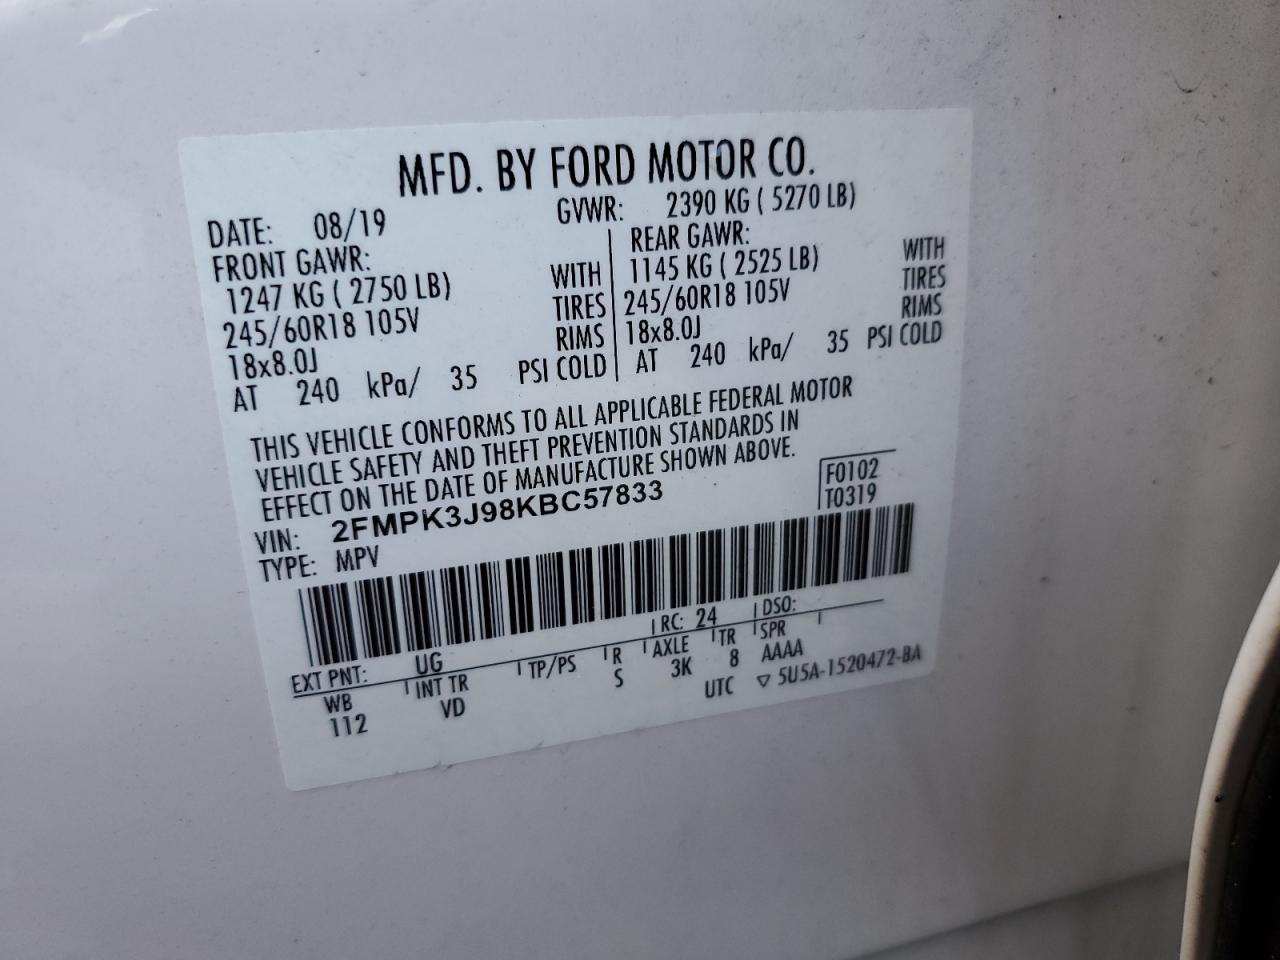 MFD. BY FORD MOTOR CO.
DATE: 08/19 GVWR: 2390 KG ( 5270 LB)
FRONT GAWR: REAR GAWR:
1247 KG ( 2750 LB) WITH 1145 KG ( 2525 LB) WITH
245/60R18 105V TIRES 245/60R18 105V TIRES
18x8.0J RIMS 18x8.0J RIMS
AT 240 kPa/ 35 PSI COLD AT 240 kPa/ 35 PSI COLD
THIS VEHICLE CONFORMS TO ALL APPLICABLE FEDERAL MOTOR
VEHICLE SAFETY AND THEFT PREVENTION STANDARDS IN
EFFECT ON THE DATE OF MANUFACTURE SHOWN ABOVE.
F0102
VIN: 2FMPK3J98KBC57833 T0319
TYPE: MPV
EXT PNT: UG RC: 24 DSO:
WB INT TR TP/PS R AXLE TR SPR
112 VD S 3K 8 AAAA
UTC ▽ 5U5A-1520472-BA